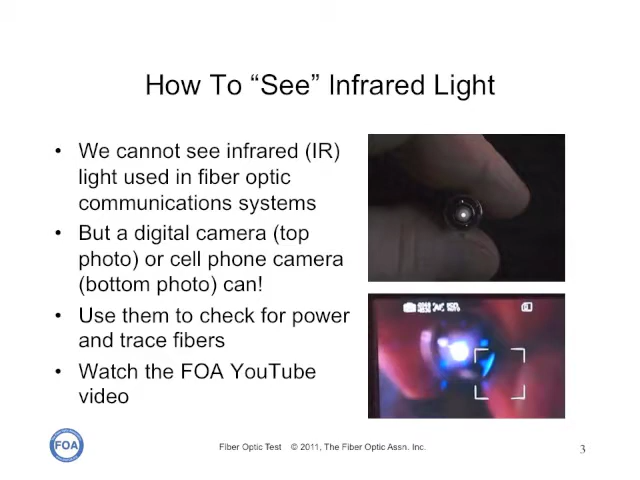 How To “See” Infrared Light
• We cannot see infrared (IR)
light used in fiber optic
communications systems
• But a digital camera (top
photo) or cell phone camera
(bottom photo) can!
• Use them to check for power
and trace fibers
• Watch the FOA YouTube
video
FOA
Fiber Optic Test © 2011, The Fiber Optic Assn. Inc.
3